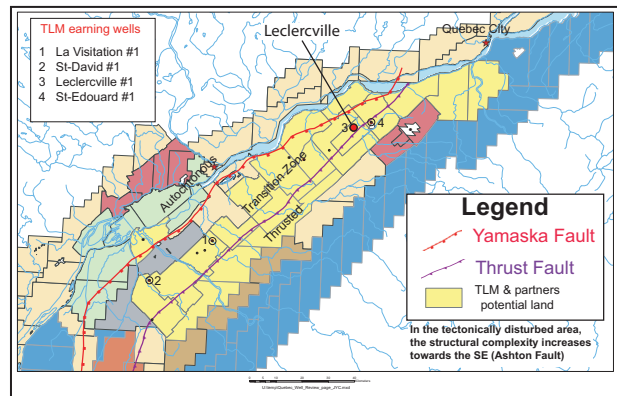 TLM earning wells
1 La Visitation #1
2 St-David #1
3 Leclercville #1
4 St-Edouard #1
Leclercville
Quebec City
3
4
Autochtonous
Transition Zone
Thrusted
1
2
Legend
Yamaska Fault
Thrust Fault
TLM & partners
potential land
In the tectonically disturbed area,
the structural complexity increases
towards the SE (Ashton Fault)